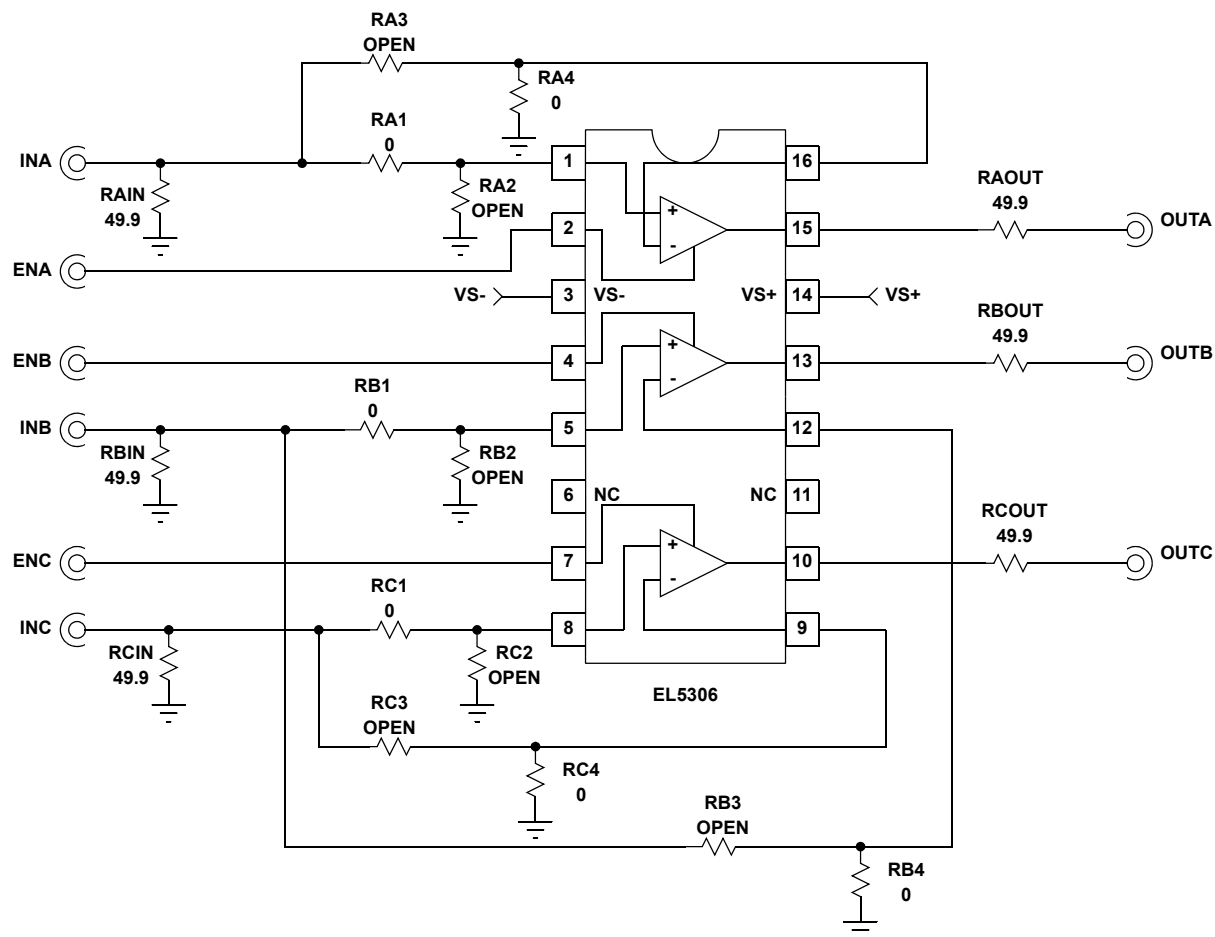 RA3
OPEN
RA4
0
RA1
0
INA
1
16
RA2
OPEN
RAIN
49.9
+
-
RAOUT
49.9
2
15
OUTA
ENA
VS-
3
VS-
VS+
14
VS+
RBOUT
49.9
ENB
4
+
-
13
OUTB
RB1
0
INB
5
12
RBIN
49.9
RB2
OPEN
6
NC
NC
11
RCOUT
49.9
+
-
ENC
7
10
OUTC
RC1
0
INC
8
9
RCIN
49.9
RC2
OPEN
EL5306
RC3
OPEN
RC4
0
RB3
OPEN
RB4
0